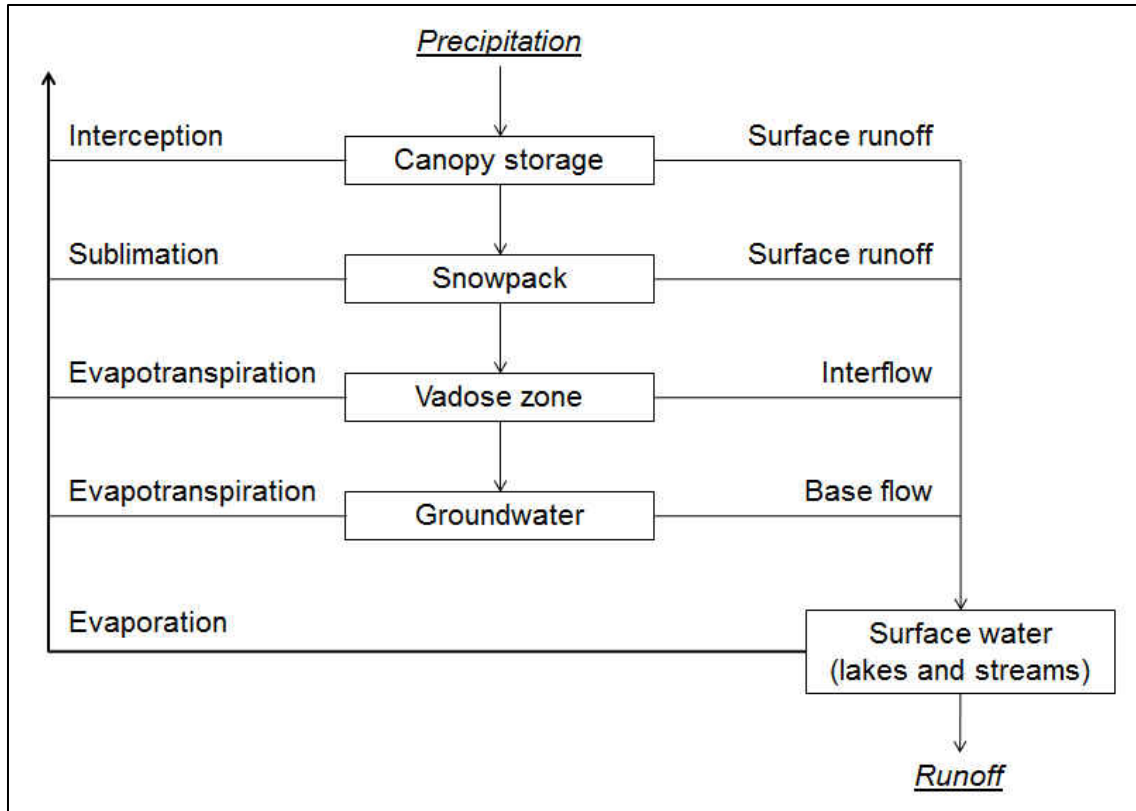 Precipitation
Interception
Canopy storage
Surface runoff
Sublimation
Snowpack
Surface runoff
Evapotranspiration
Vadose zone
Interflow
Evapotranspiration
Groundwater
Base flow
Evaporation
Surface water
(lakes and streams)
Runoff